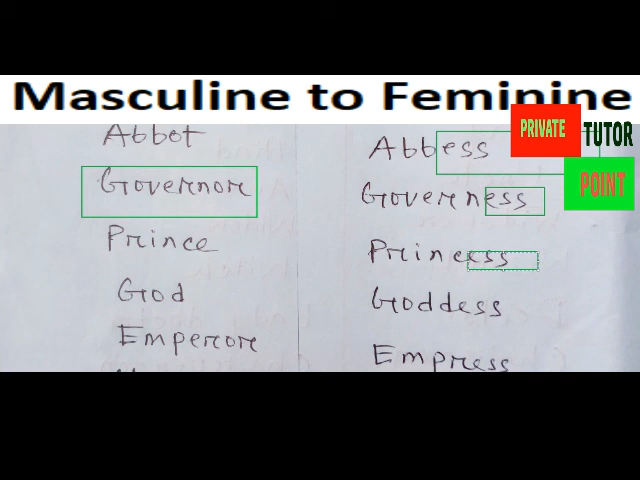 Masculine to Feminine
PRIVATE
TUTOR
POINT
Abbot Abbess
Governore Governess
Prince Princess
God Goddess
Emperore Empress